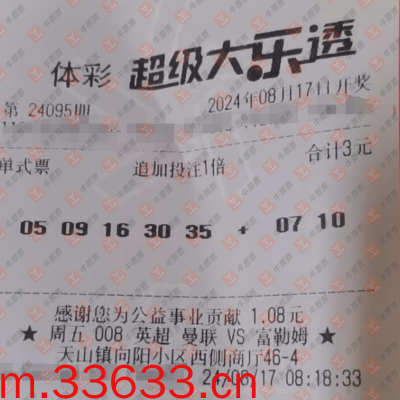 体彩 超级大乐透
第 24095期 2024年08月17日开奖
单式票 追加投注1倍 合计3元
05 09 16 30 35 + 07 10
感谢您为公益事业贡献 1.08元
★ 周五 008 英超 曼联 VS 富勒姆 ★
天山镇向阳小区西侧商厅46-4
24/08/17 08:18:33
m.33633.cn